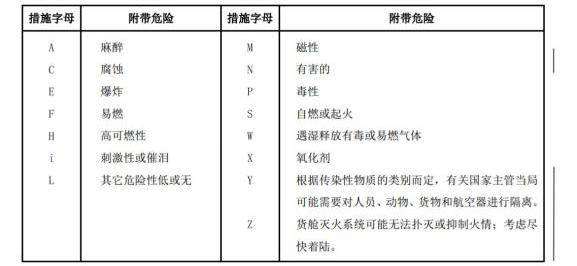 措施字母 附带危险 措施字母 附带危险
A 麻醉 M 磁性
C 腐蚀 N 有害的
E 爆炸 P 毒性
F 易燃 S 自燃或起火
H 高可燃性 W 遇湿释放有毒或易燃气体
i 刺激性或催泪 X 氧化剂
L 其它危险性低或无 Y 根据传染性物质的类别而定，有关国家主管当局
可能需要对人员、动物、货物和航空器进行隔离。
Z 货舱灭火系统可能无法扑灭或抑制火情；考虑尽
快着陆。